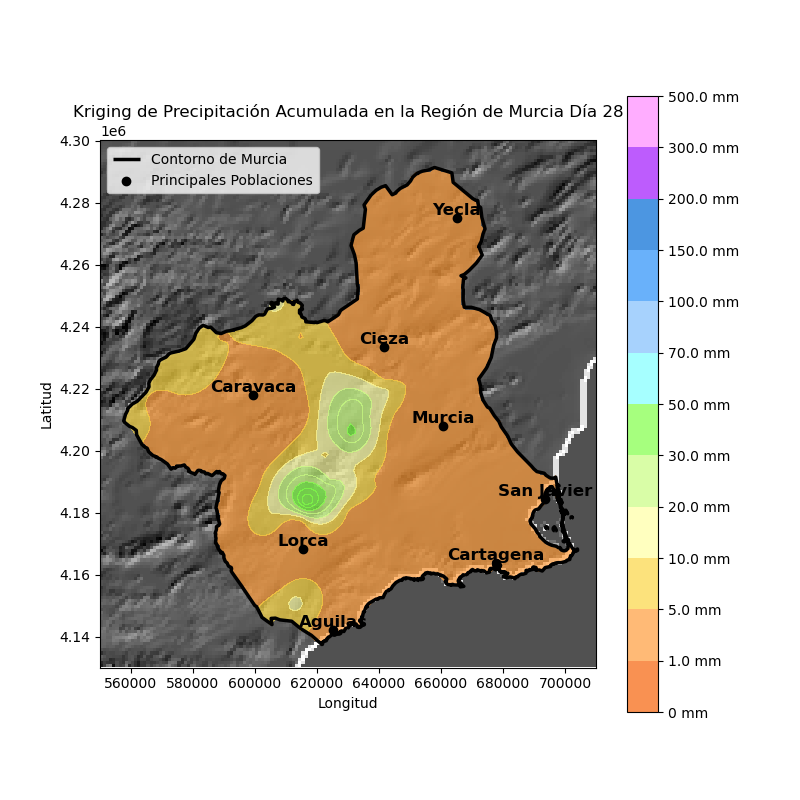 Kriging de Precipitación Acumulada en la Región de Murcia Día 28
1e6
Contorno de Murcia
Principales Poblaciones
4.30
4.28
4.26
4.24
4.22
4.20
4.18
4.16
4.14
Latitud
Yecla
Cieza
Caravaca
Murcia
San Javier
Lorca
Cartagena
Aguilas
560000 580000 600000 620000 640000 660000 680000 700000
Longitud
500.0 mm
300.0 mm
200.0 mm
150.0 mm
100.0 mm
70.0 mm
50.0 mm
30.0 mm
20.0 mm
10.0 mm
5.0 mm
1.0 mm
0 mm